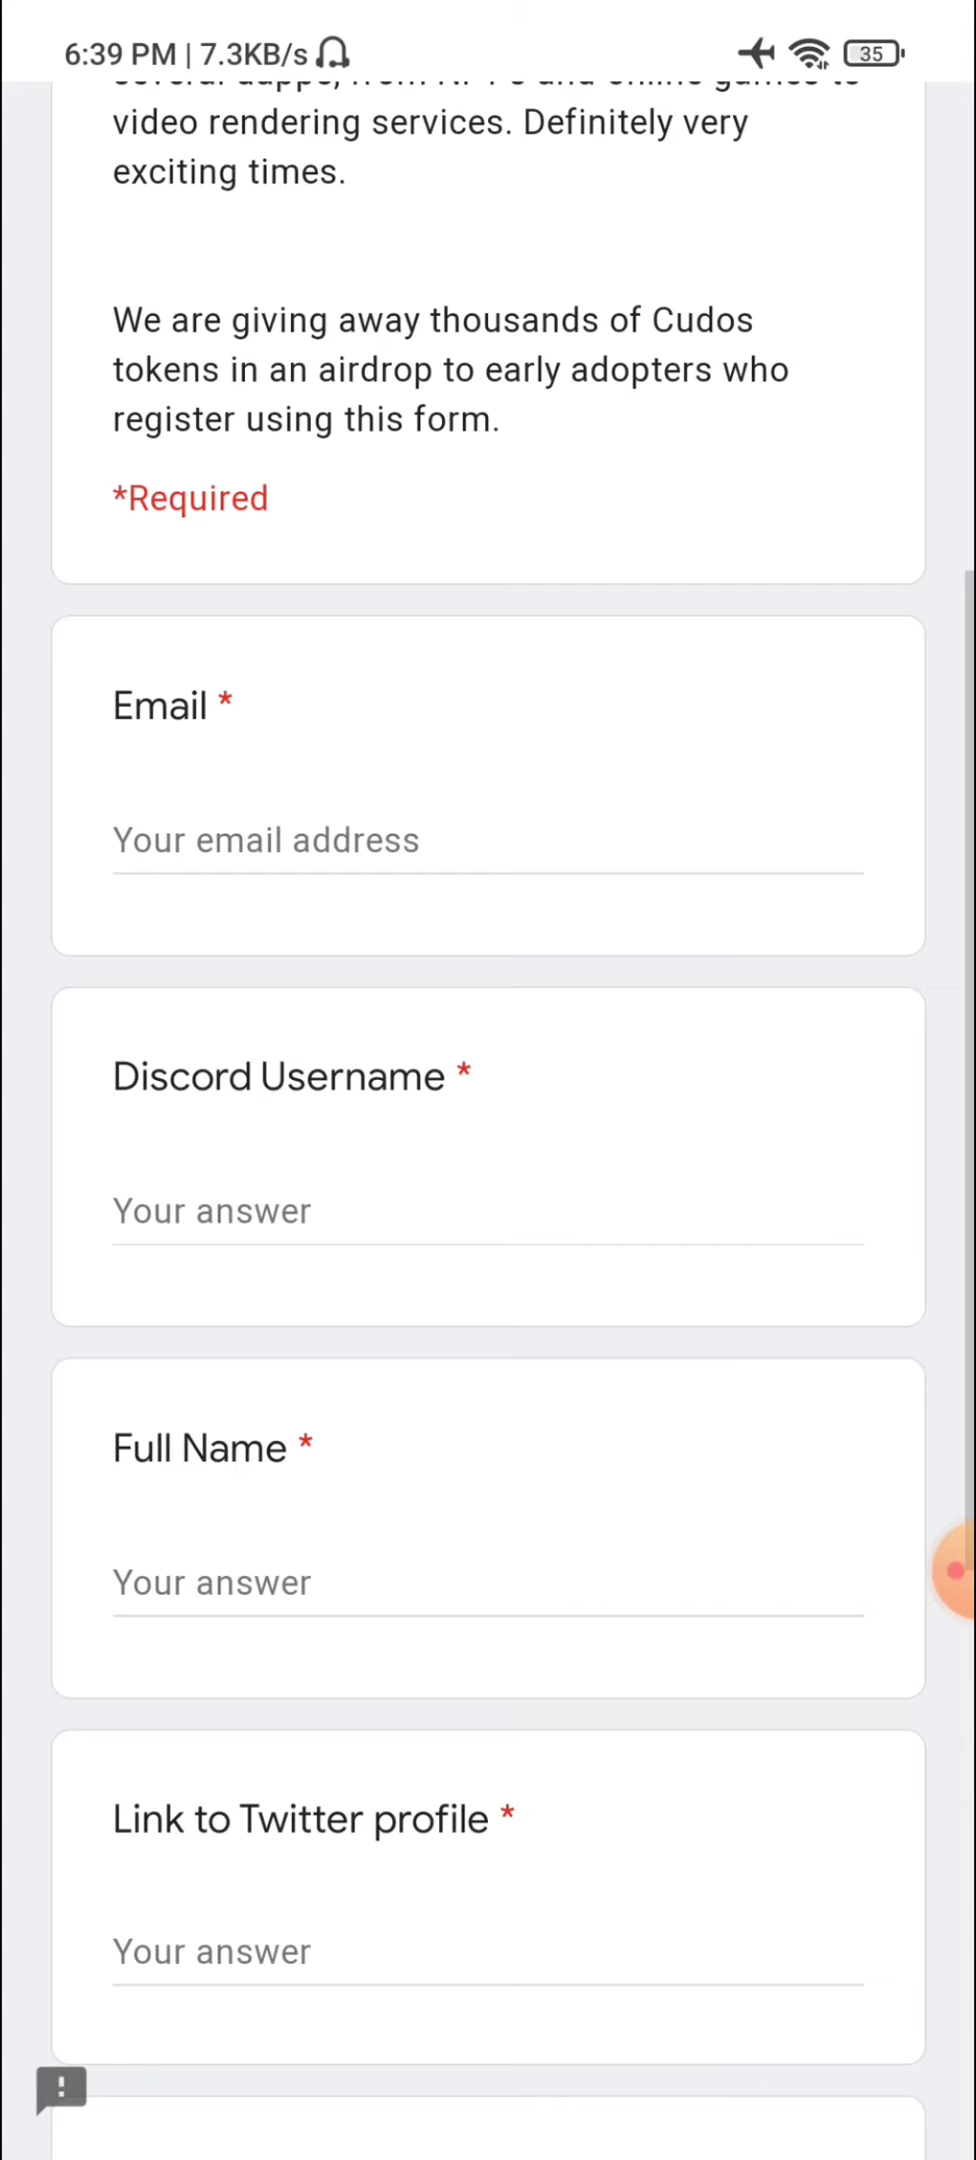 6:39 PM | 7.3KB/s
35
video rendering services. Definitely very
exciting times.
We are giving away thousands of Cudos
tokens in an airdrop to early adopters who
register using this form.
*Required
Email *
Your email address
Discord Username *
Your answer
Full Name *
Your answer
Link to Twitter profile *
Your answer
!